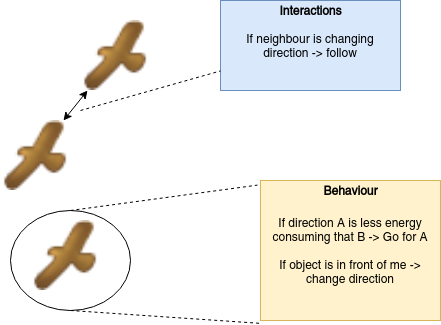 Interactions
If neighbour is changing
direction -> follow
Behaviour
If direction A is less energy
consuming that B -> Go for A
If object is in front of me ->
change direction